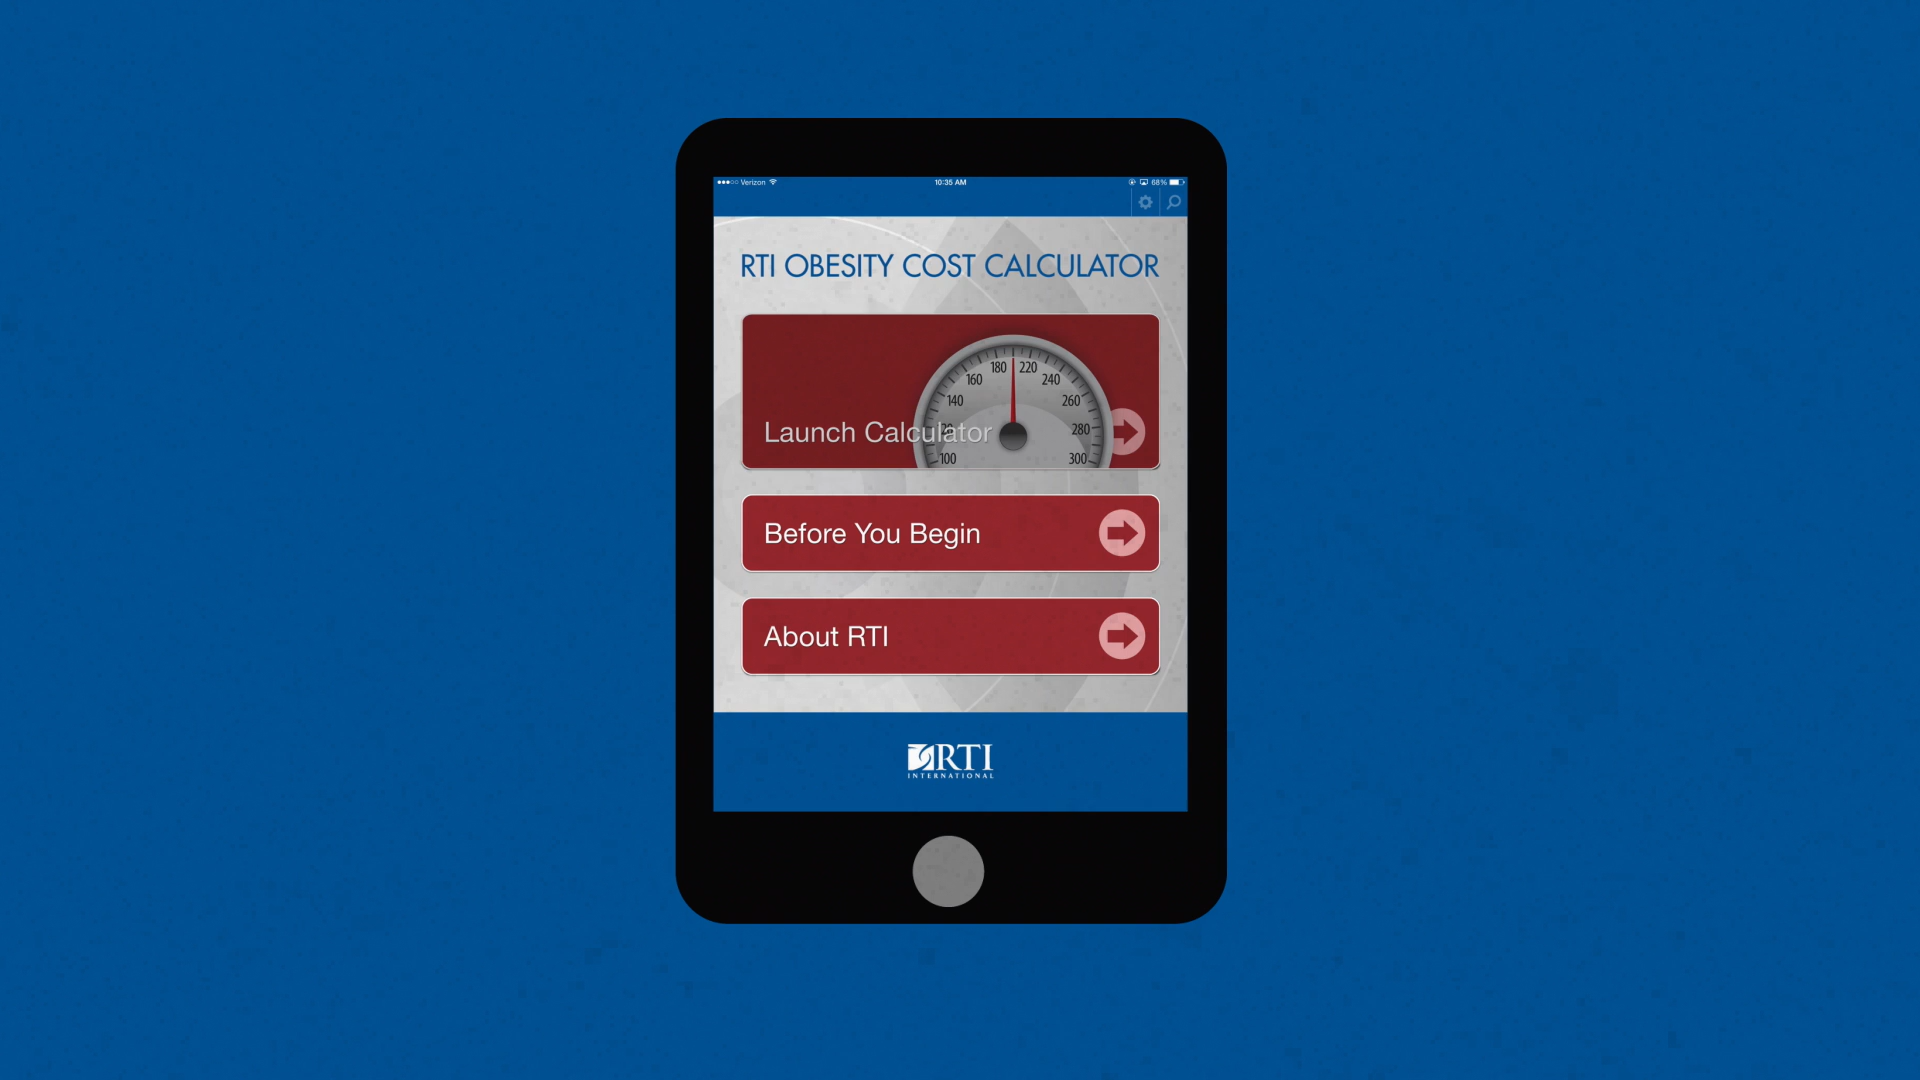 Verizon 10:35 AM 68%
RTI OBESITY COST CALCULATOR
180 220
160 240
140 260
Launch Calculator
120 280
100 300
Before You Begin
About RTI
RTI
INTERNATIONAL